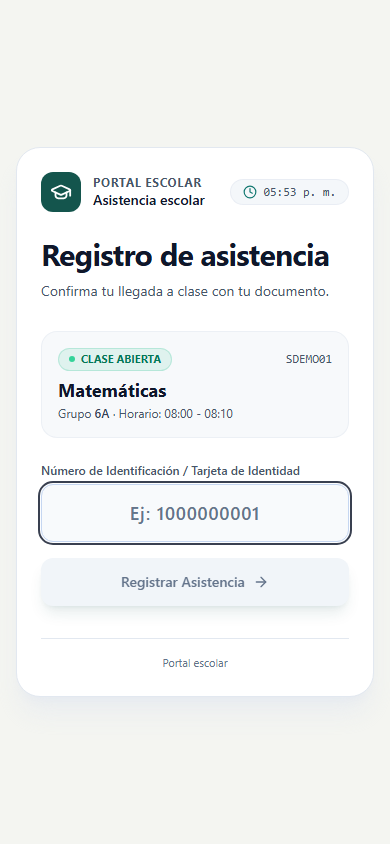 PORTAL ESCOLAR
Asistencia escolar
05:53 p. m.
Registro de asistencia
Confirma tu llegada a clase con tu documento.
CLASE ABIERTA
SDEMO01
Matemáticas
Grupo 6A · Horario: 08:00 - 08:10
Número de Identificación / Tarjeta de Identidad
Ej: 1000000001
Registrar Asistencia →
Portal escolar